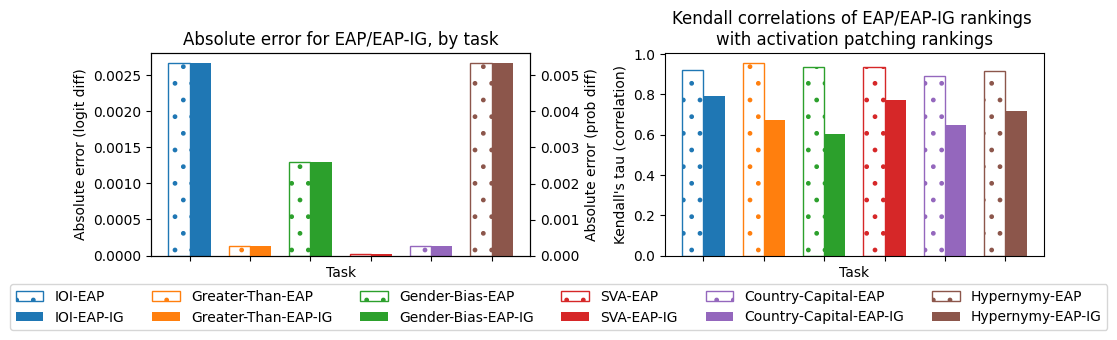 Absolute error for EAP/EAP-IG, by task
Absolute error (logit diff)
0.0025
0.0020
0.0015
0.0010
0.0005
0.0000
0.005
0.004
0.003
0.002
0.001
0.000
Absolute error (prob diff)
Task
Kendall correlations of EAP/EAP-IG rankings
with activation patching rankings
Kendall's tau (correlation)
1.0
0.8
0.6
0.4
0.2
0.0
Task
IOI-EAP
IOI-EAP-IG
Greater-Than-EAP
Greater-Than-EAP-IG
Gender-Bias-EAP
Gender-Bias-EAP-IG
SVA-EAP
SVA-EAP-IG
Country-Capital-EAP
Country-Capital-EAP-IG
Hypernymy-EAP
Hypernymy-EAP-IG